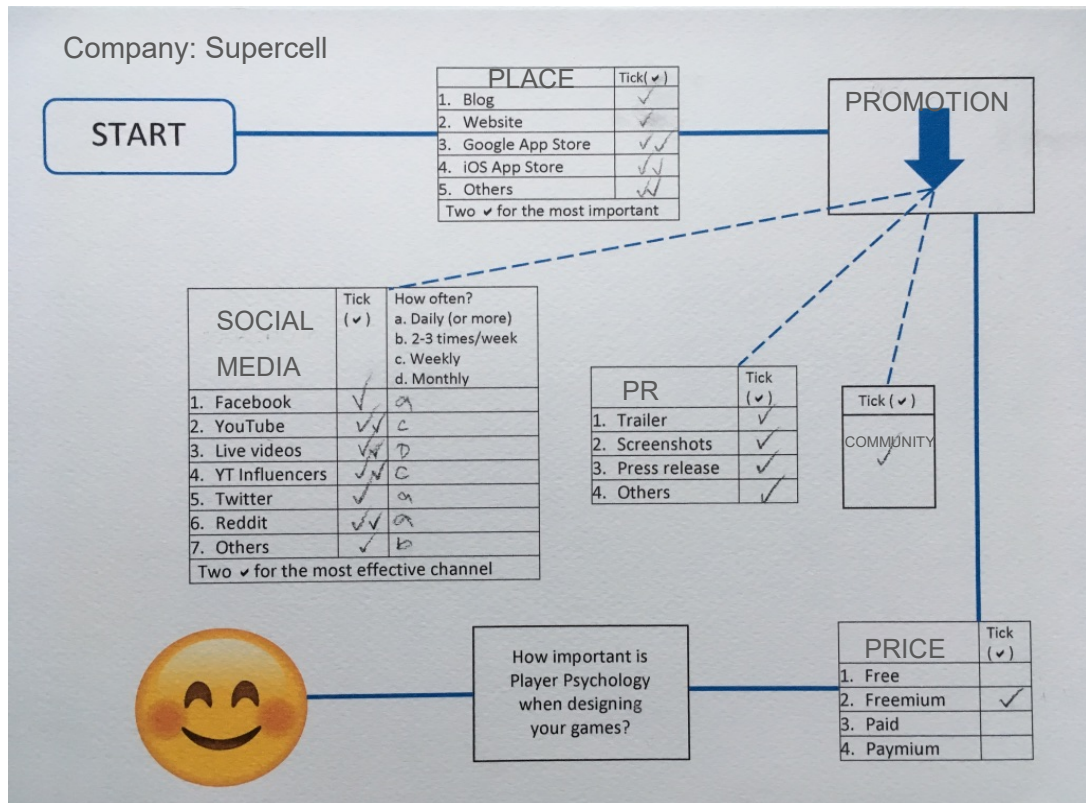 Company: Supercell
START
PLACE Tick(✔)
1. Blog ✓
2. Website ✓
3. Google App Store ✓✓
4. iOS App Store ✓✓
5. Others ✓✓
Two ✔ for the most important
PROMOTION
SOCIAL
MEDIA
Tick
(✔)
How often?
a. Daily (or more)
b. 2-3 times/week
c. Weekly
d. Monthly
1. Facebook ✓ a
2. YouTube ✓✓ c
3. Live videos ✓✓ D
4. YT Influencers ✓✓ C
5. Twitter ✓ a
6. Reddit ✓✓ a
7. Others ✓ b
Two ✔ for the most effective channel
PR
Tick
(✔)
1. Trailer ✓
2. Screenshots ✓
3. Press release ✓
4. Others ✓
Tick (✔)
COMMUNITY
✓
PRICE
Tick
(✔)
1. Free
2. Freemium ✓
3. Paid
4. Paymium
How important is
Player Psychology
when designing
your games?